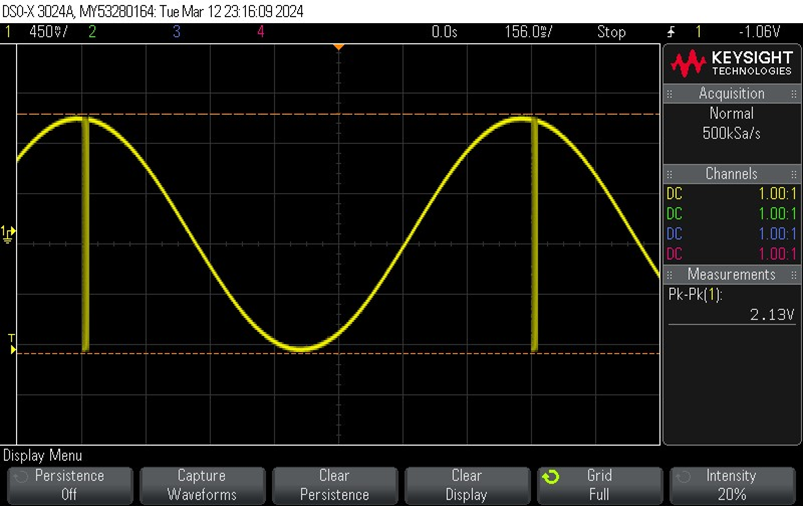 DSO-X 3024A, MY53280164: Tue Mar 12 23:16:09 2024
1 450mV/ 2 3 4 0.0s 156.0ms/ Stop 1 -1.06V
KEYSIGHT
TECHNOLOGIES
Acquisition
Normal
500kSa/s
Channels
DC 1.00:1
DC 1.00:1
DC 1.00:1
DC 1.00:1
Measurements
Pk-Pk(1):
2.13V
1
T
Display Menu
Persistence
Off
Capture
Waveforms
Clear
Persistence
Clear
Display
Grid
Full
Intensity
20%